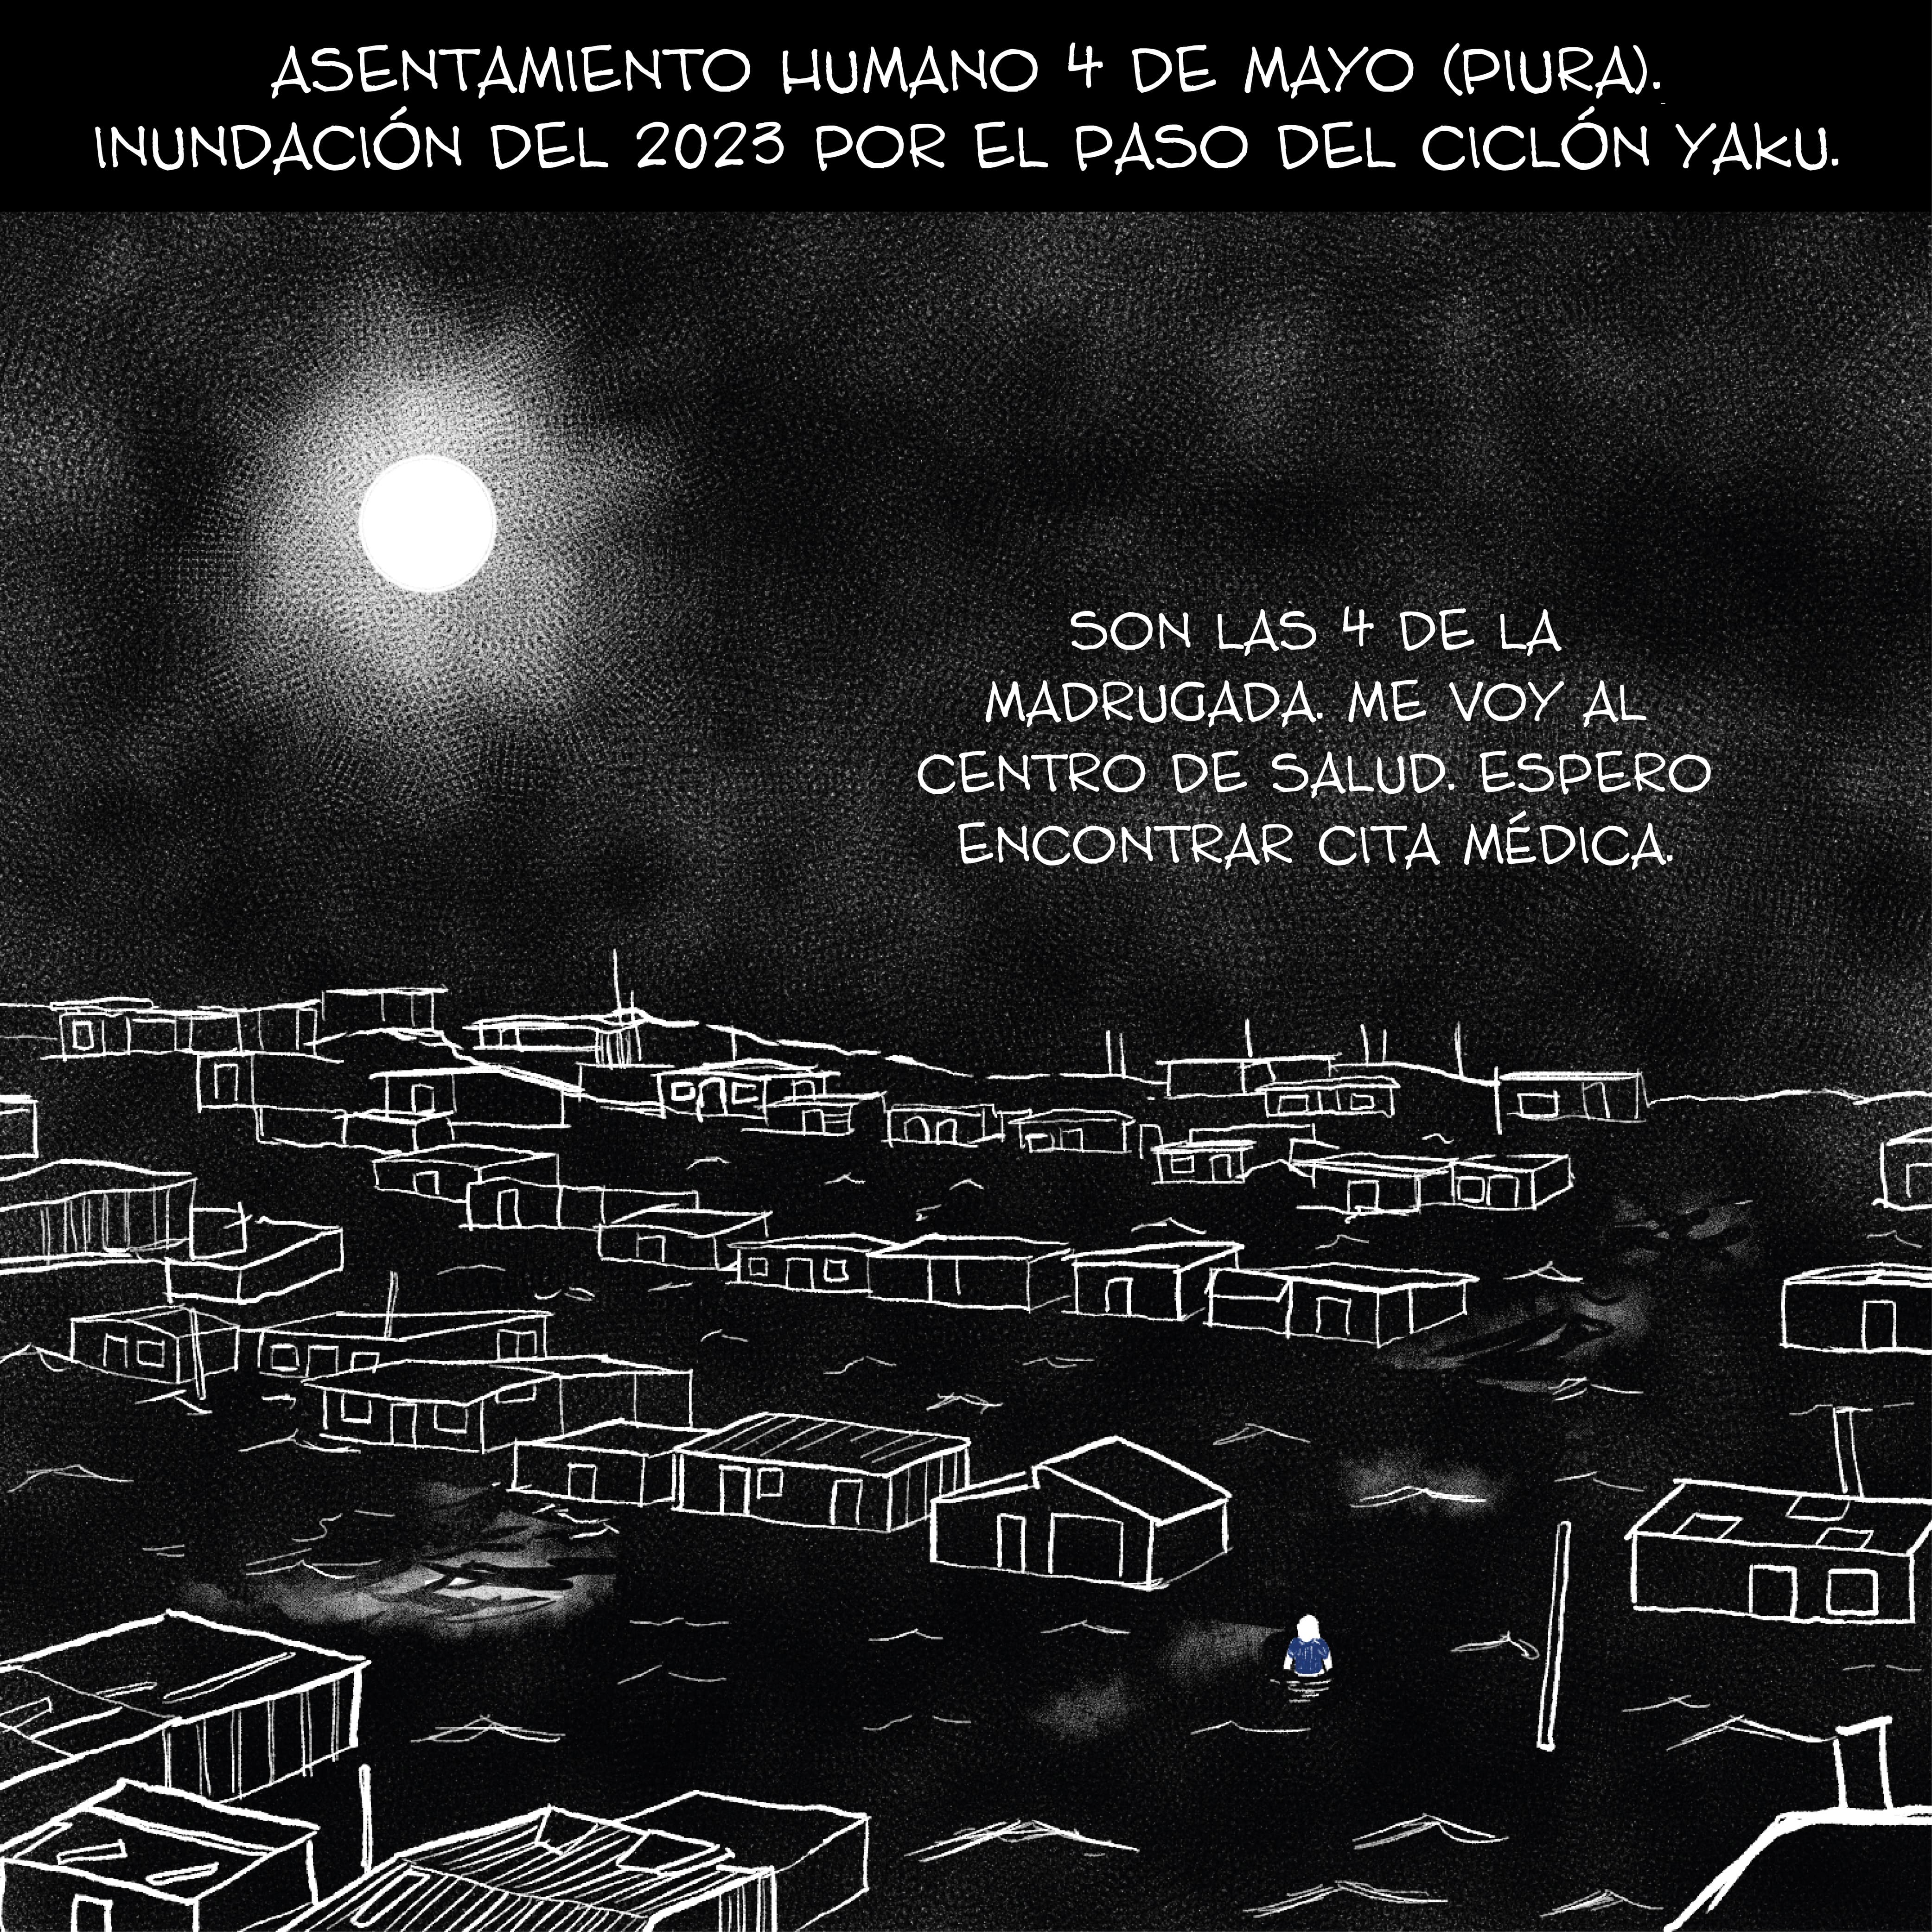 ASENTAMIENTO HUMANO 4 DE MAYO (PIURA).
INUNDACIÓN DEL 2023 POR EL PASO DEL CICLÓN YAKU.
SON LAS 4 DE LA
MADRUGADA. ME VOY AL
CENTRO DE SALUD. ESPERO
ENCONTRAR CITA MÉDICA.